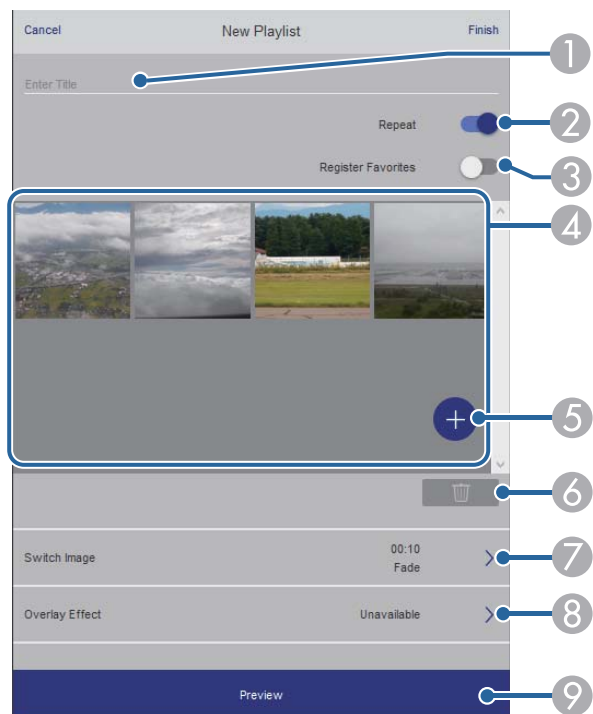 Cancel New Playlist Finish
1
Enter Title
Repeat 2
Register Favorites 3
4
5
6
Switch Image 00:10 7
Fade
Overlay Effect Unavailable 8
Preview 9